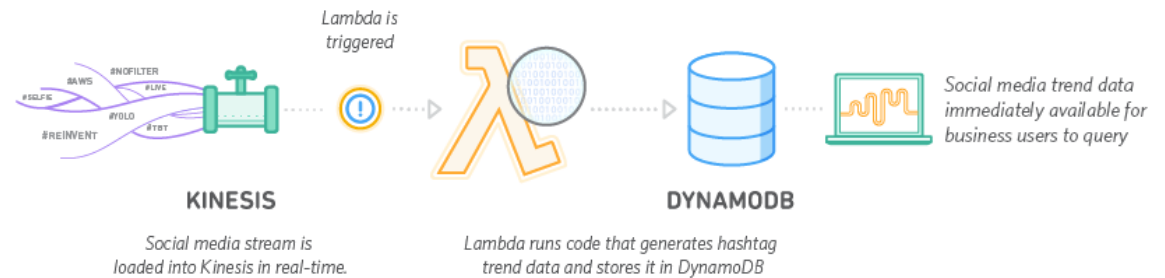 Lambda is
triggered
#NOFILTER
#AWS
#LIVE
#SELFIE
#YOLO
#REINVENT
#TBT
Social media trend data
immediately available for
business users to query
KINESIS
DYNAMODB
Social media stream is
loaded into Kinesis in real-time.
Lambda runs code that generates hashtag
trend data and stores it in DynamoDB